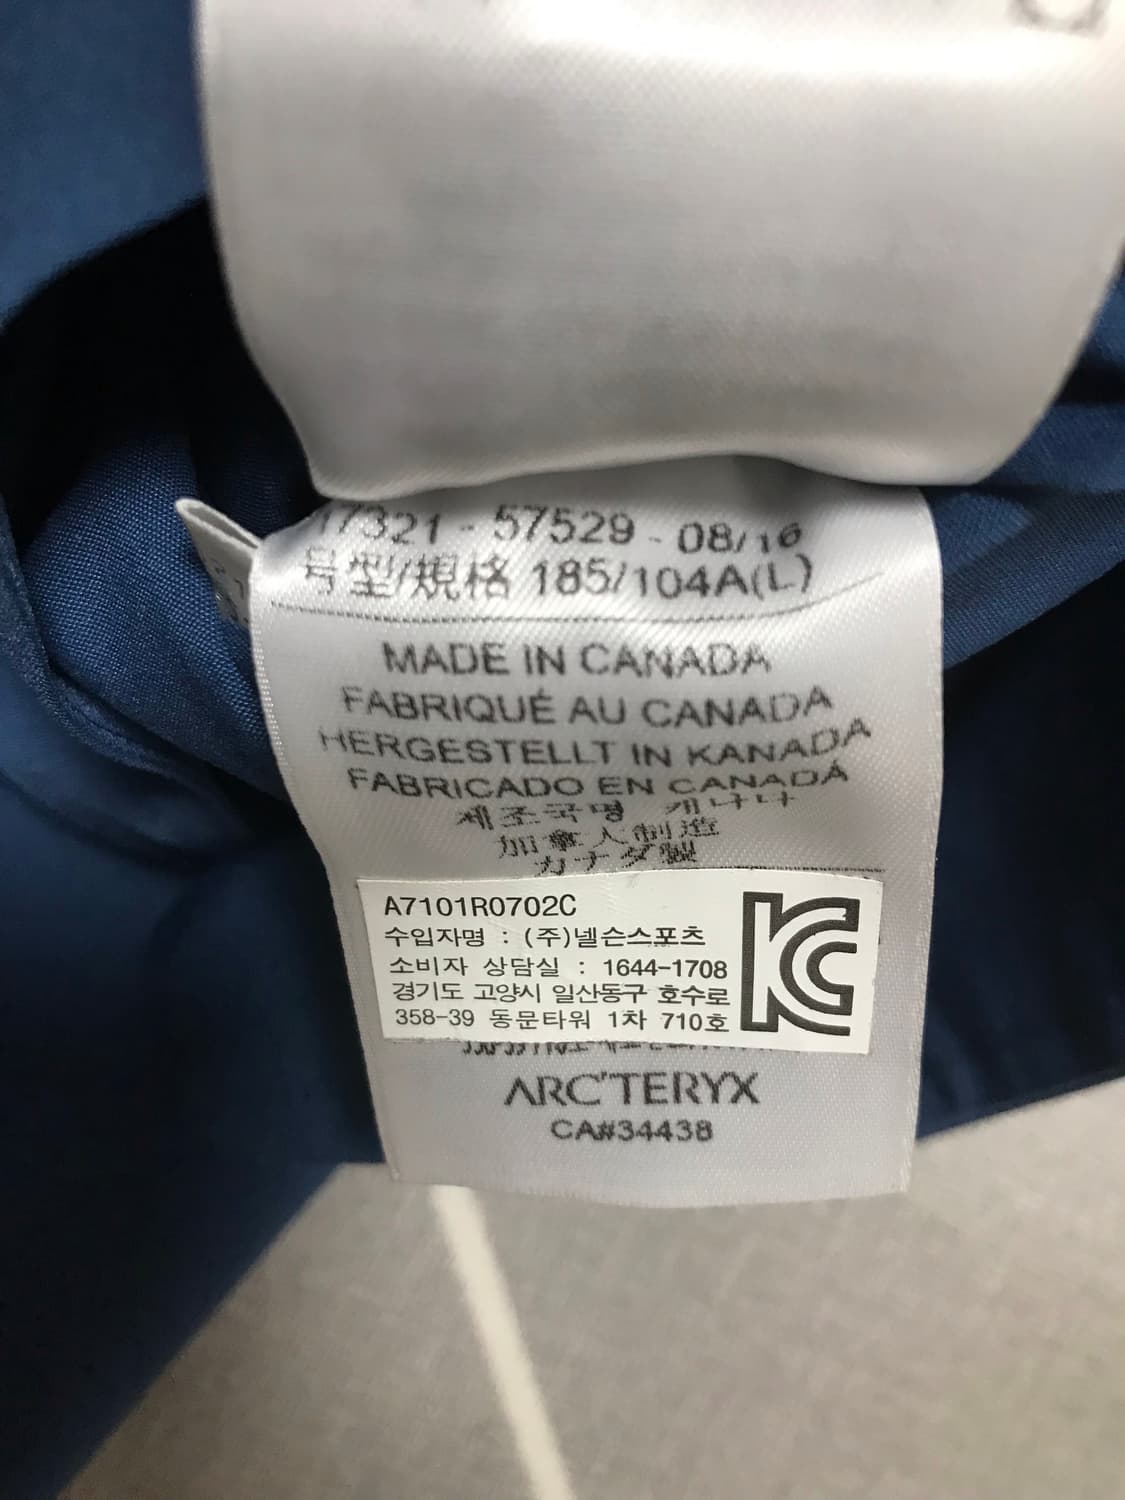 17321 - 57529 - 08/16
号型/規格 185/104A(L)
MADE IN CANADA
FABRIQUÉ AU CANADA
HERGESTELLT IN KANADA
FABRICADO EN CANADÁ
제조국명 캐나다
加拿大制造
カナダ製
A7101R0702C
수입자명 : (주)넬슨스포츠
소비자 상담실 : 1644-1708
경기도 고양시 일산동구 호수로
358-39 동문타워 1차 710호
ARC'TERYX
CA#34438